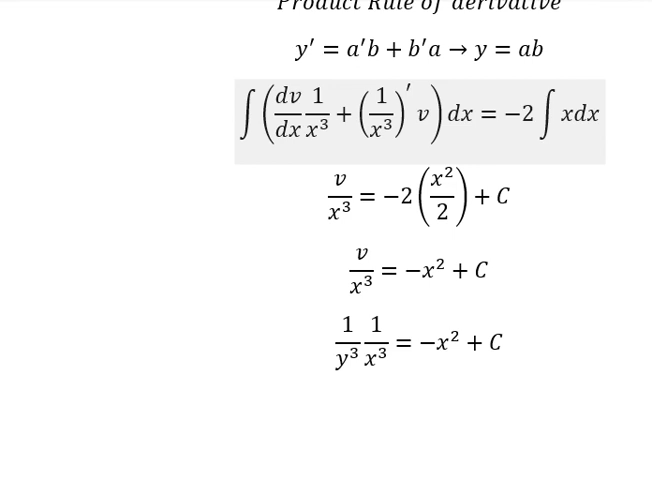 Product Rule of derivative
y′ = a′b + b′a → y = ab
∫(dv/dx 1/x³ + (1/x³)′ v) dx = −2 ∫ xdx
v/x³ = −2(x²/2) + C
v/x³ = −x² + C
1/y³ 1/x³ = −x² + C